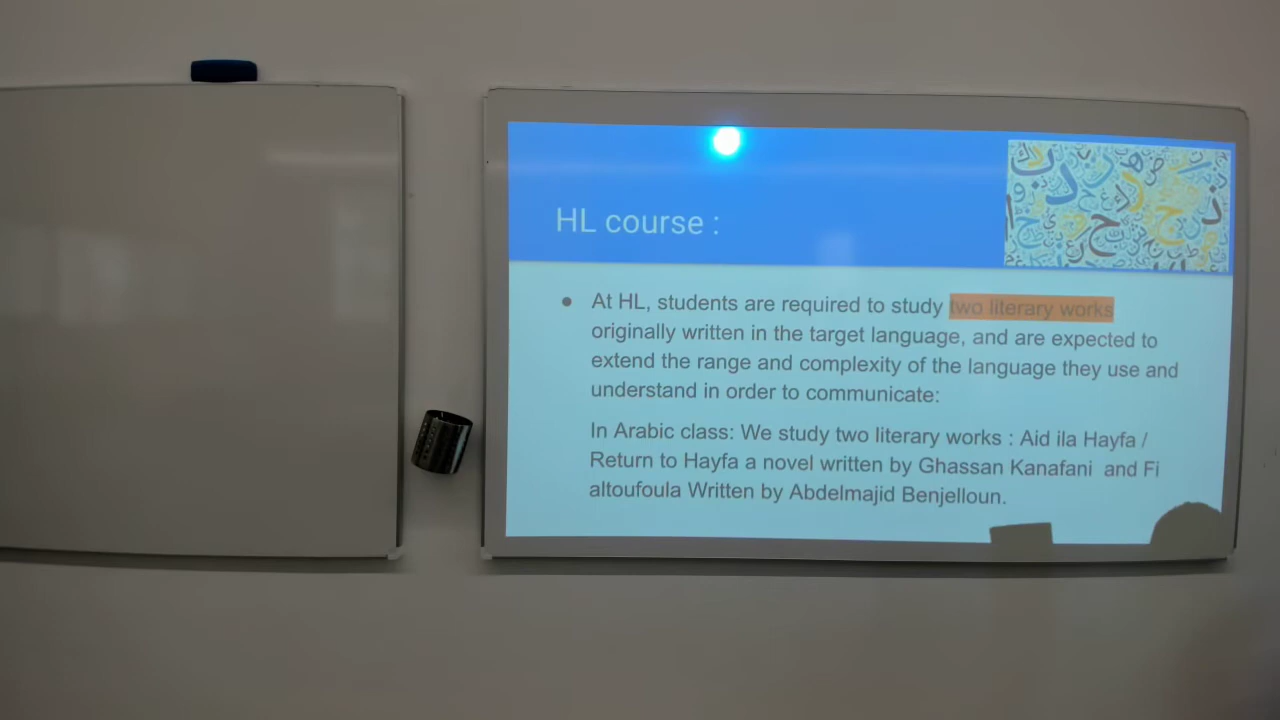 HL course :
● At HL, students are required to study two literary works
originally written in the target language, and are expected to
extend the range and complexity of the language they use and
understand in order to communicate:
In Arabic class: We study two literary works : Aid ila Hayfa /
Return to Hayfa a novel written by Ghassan Kanafani  and Fi
altoufoula Written by Abdelmajid Benjelloun.